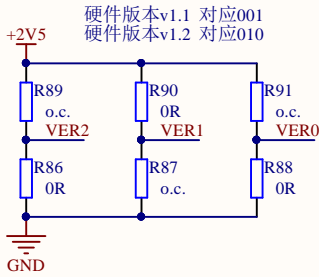 硬件版本v1.1 对应001
硬件版本v1.2 对应010
+2V5
R89
o.c.
VER2
R86
0R
R90
0R
VER1
R87
o.c.
R91
o.c.
VER0
R88
0R
GND